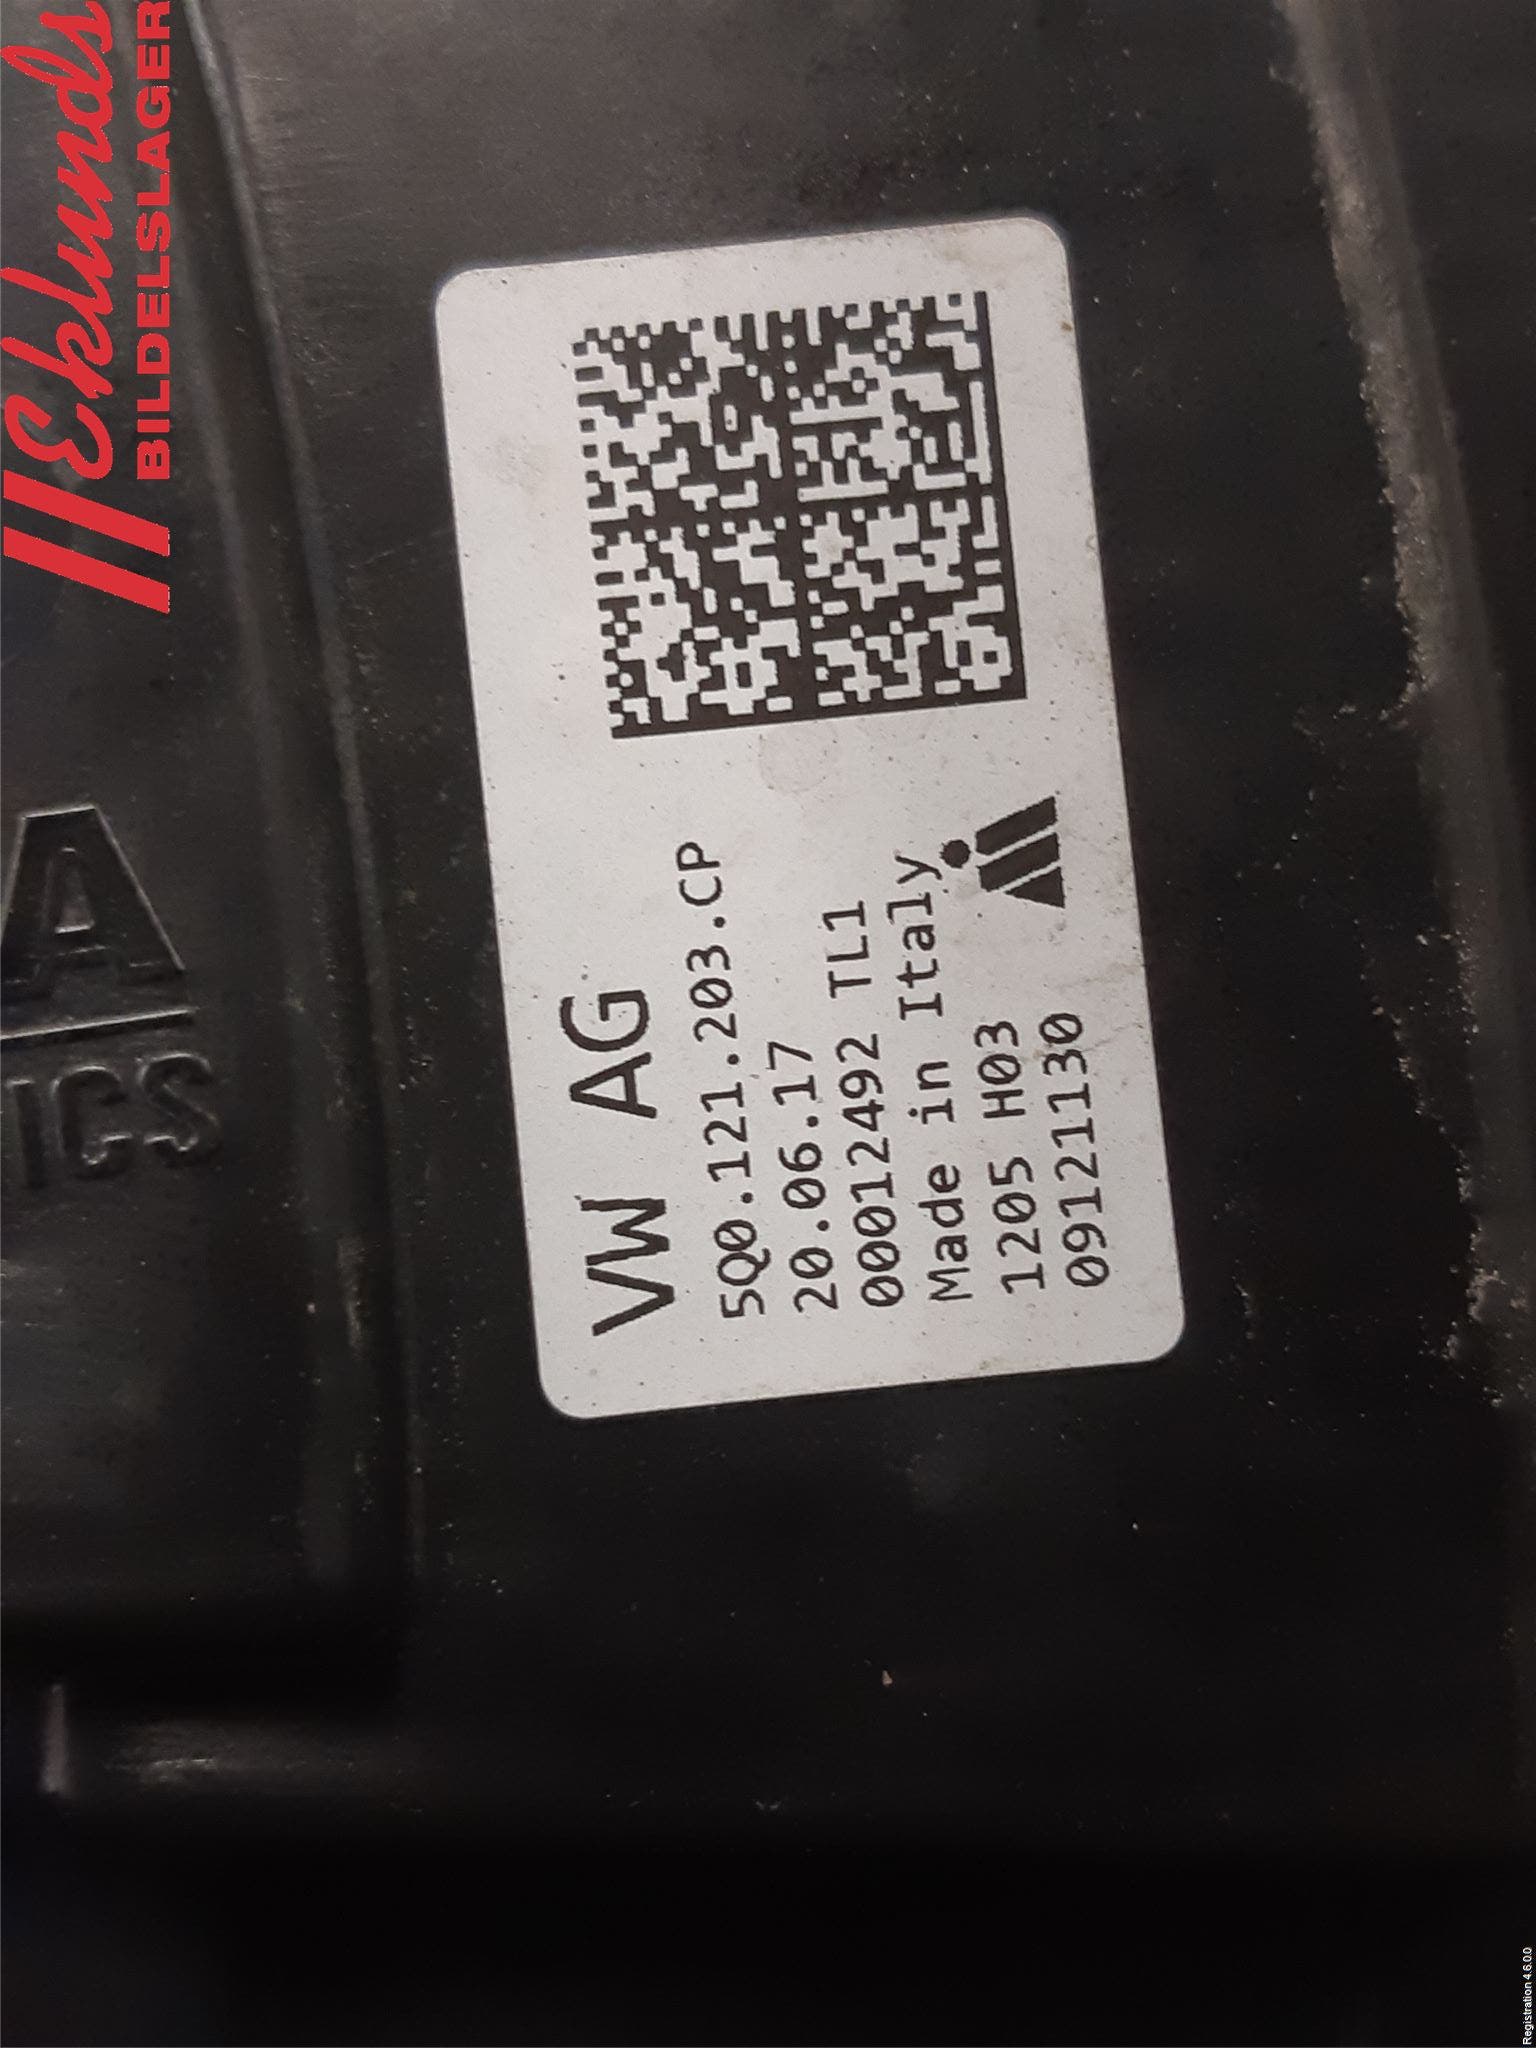 Eklunds
BILDELSLAGER
A
ICS
VW AG
5Q0.121.203.CP
20.06.17
00012492 TL1
Made in Italy
1205 H03
09121130
Registration 4.6.0.0